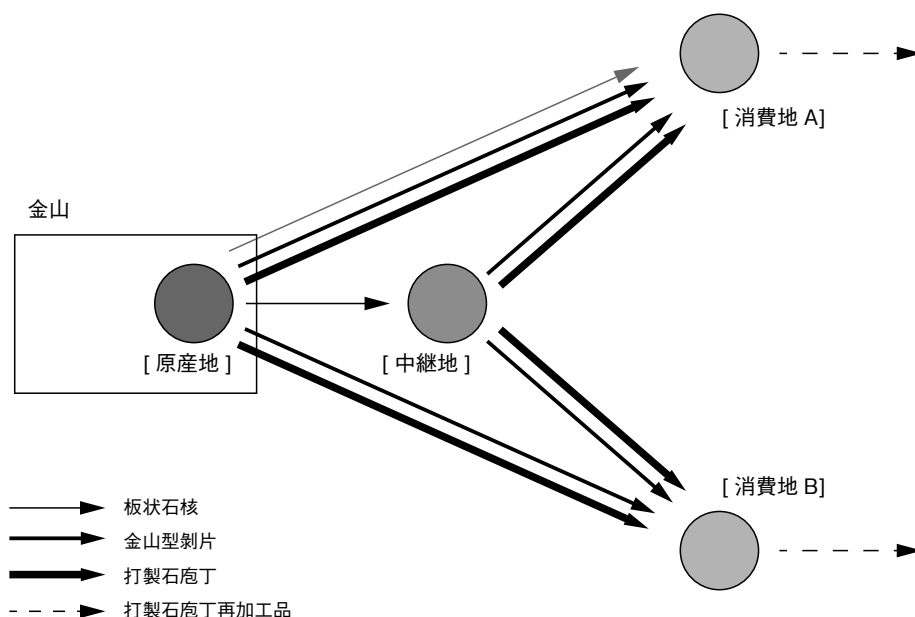 [ 消費地 A]
金山
[ 原産地 ]
[ 中継地 ]
[ 消費地 B]
板状石核
金山型剝片
打製石庖丁
打製石庖丁再加工品